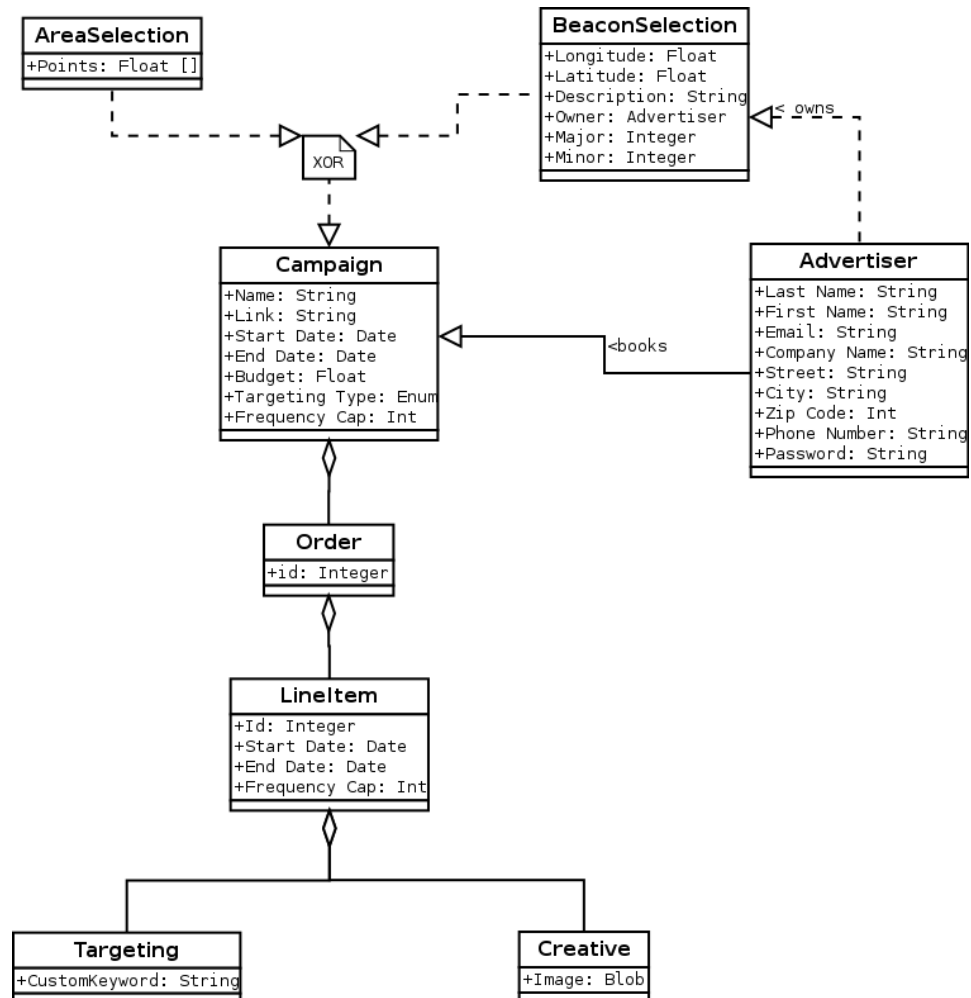 AreaSelection
+Points: Float []
BeaconSelection
+Longitude: Float
+Latitude: Float
+Description: String
+Owner: Advertiser
+Major: Integer
+Minor: Integer
< owns
XOR
Campaign
+Name: String
+Link: String
+Start Date: Date
+End Date: Date
+Budget: Float
+Targeting Type: Enum
+Frequency Cap: Int
<books
Advertiser
+Last Name: String
+First Name: String
+Email: String
+Company Name: String
+Street: String
+City: String
+Zip Code: Int
+Phone Number: String
+Password: String
Order
+id: Integer
LineItem
+Id: Integer
+Start Date: Date
+End Date: Date
+Frequency Cap: Int
Targeting
+CustomKeyword: String
Creative
+Image: Blob